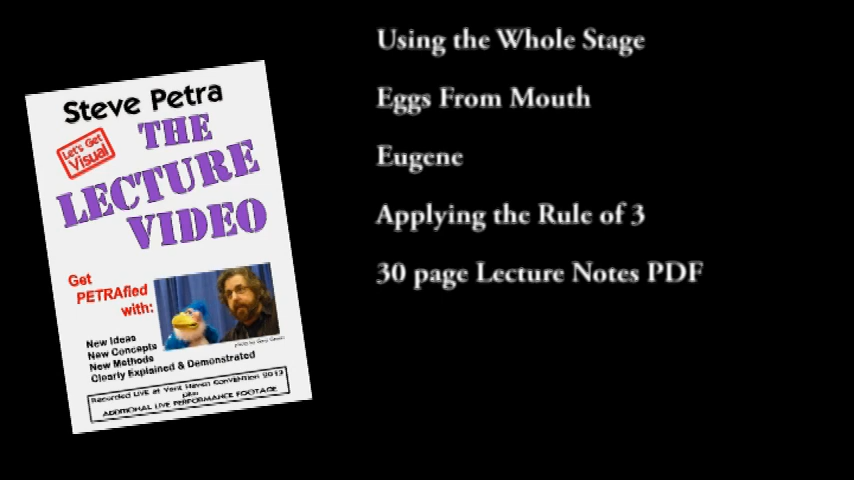 Steve Petra
Let's Get
Visual
THE
LECTURE
VIDEO
Get
PETRAfied
with:
New Ideas
New Concepts
New Methods
Clearly Explained & Demonstrated
Recorded LIVE at Vent Haven Convention 2013
plus
ADDITIONAL LIVE PERFORMANCE FOOTAGE
Using the Whole Stage
Eggs From Mouth
Eugene
Applying the Rule of 3
30 page Lecture Notes PDF